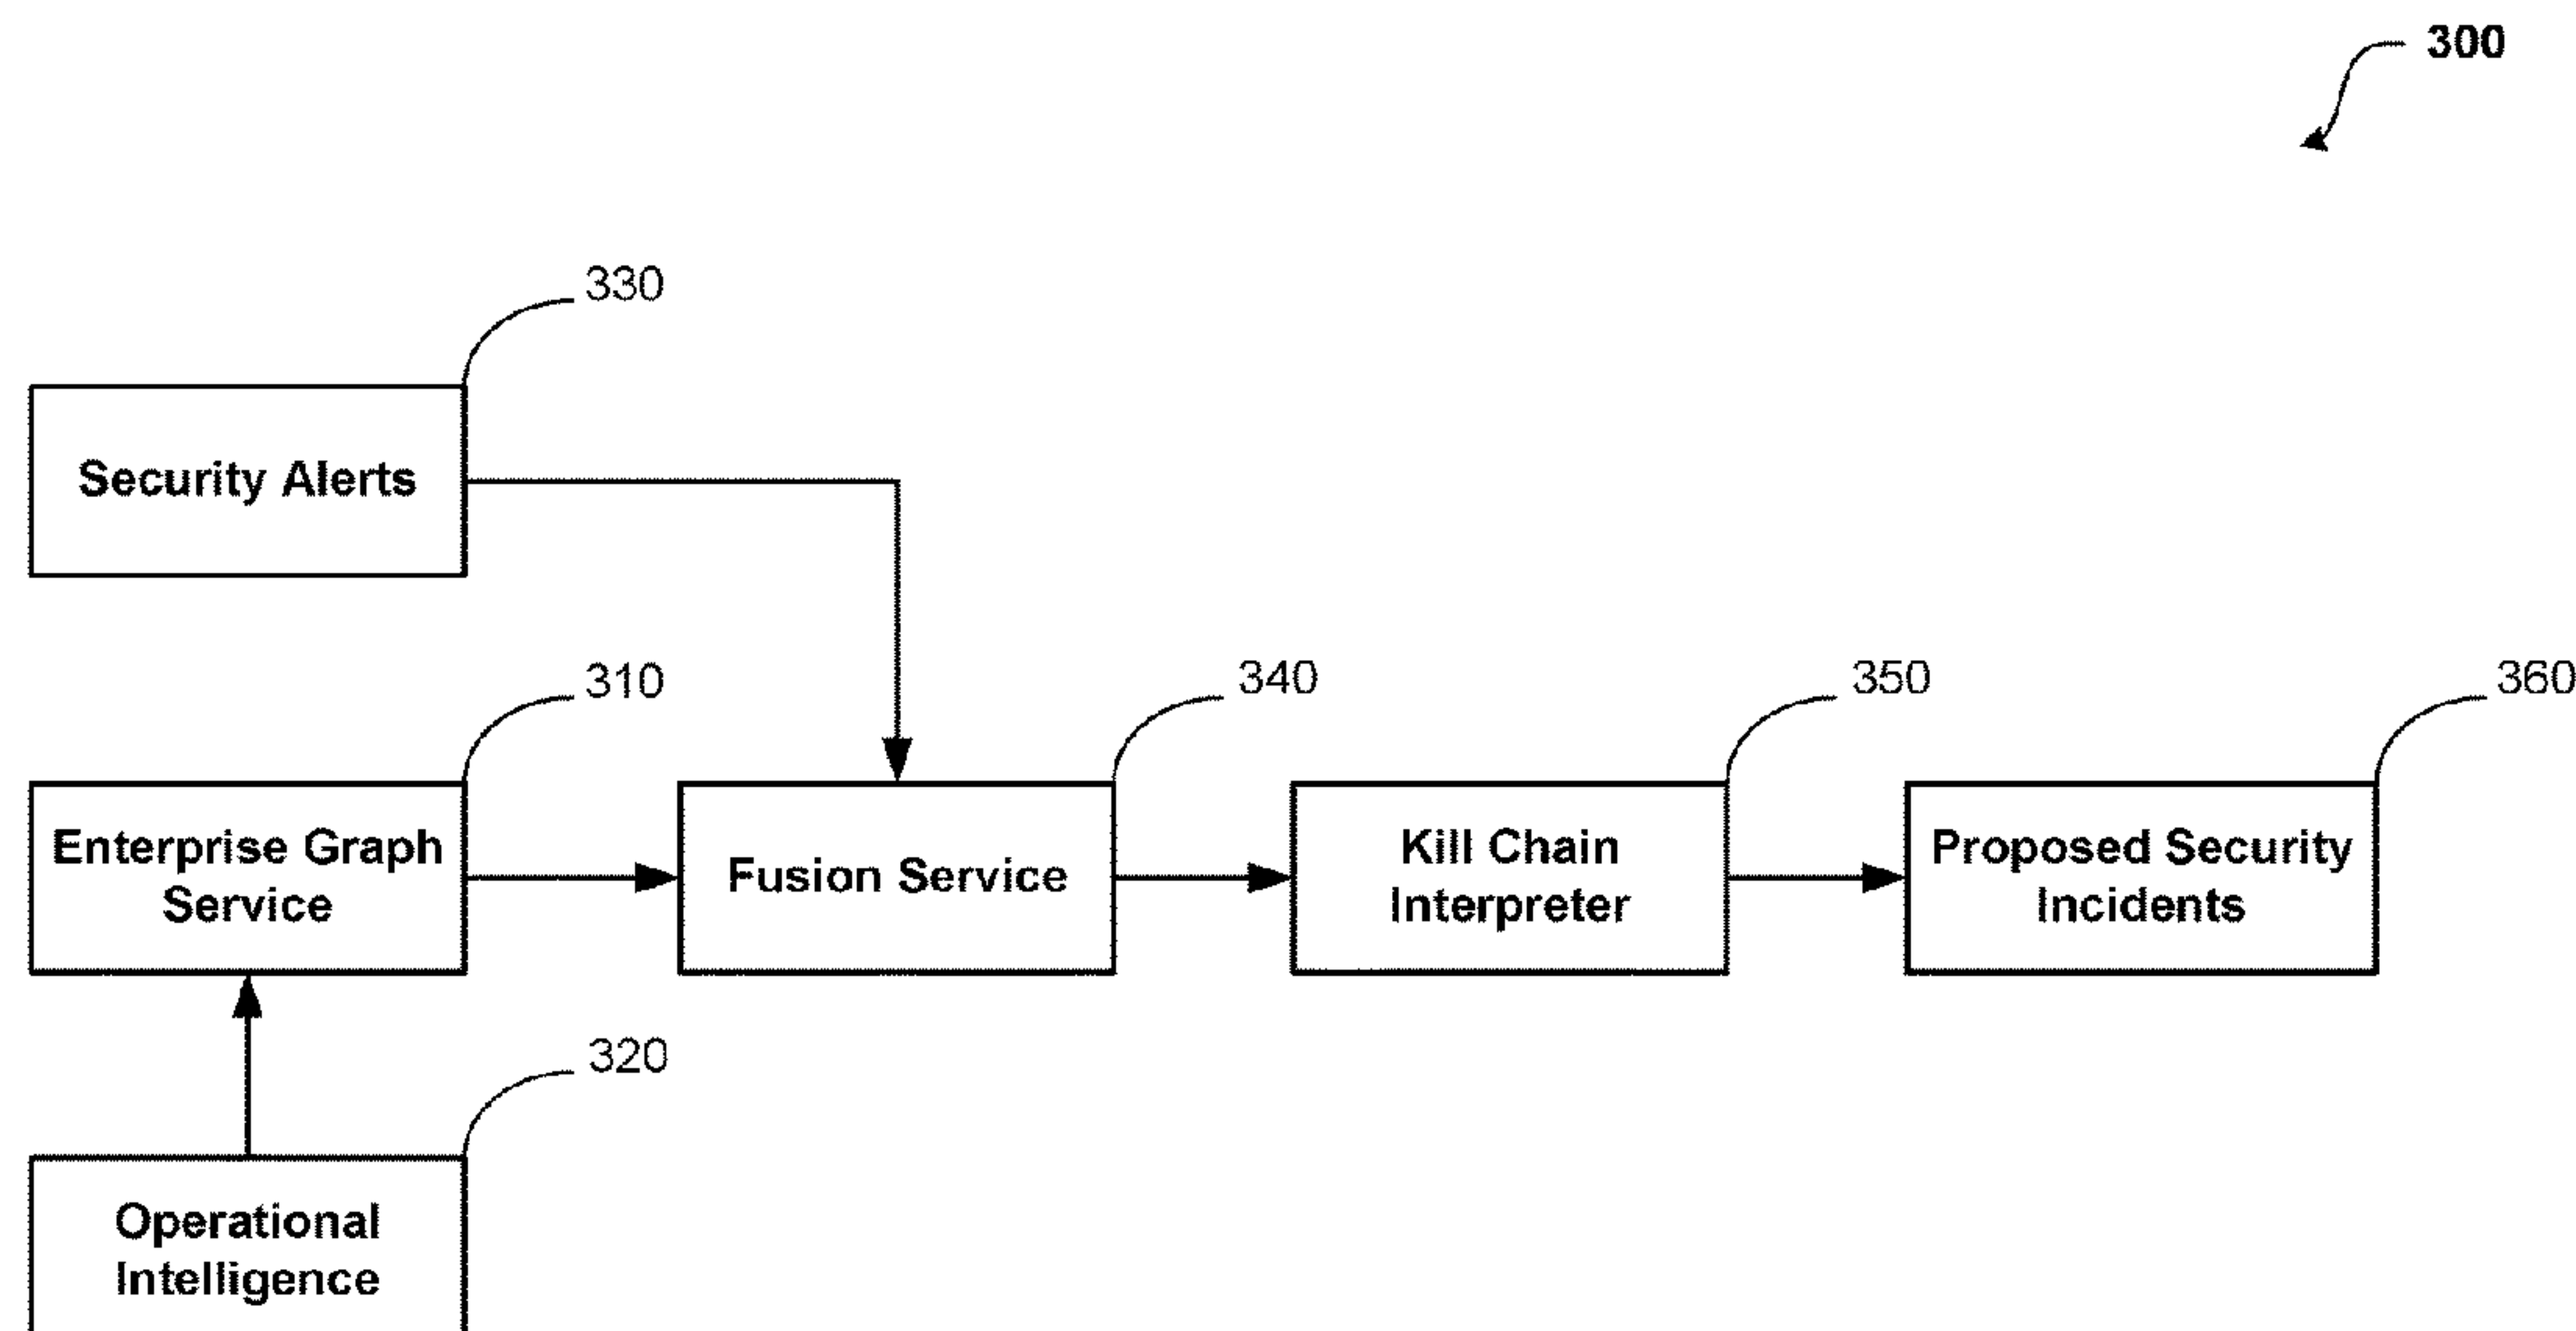 300
330
Security Alerts
310
340
350
360
Enterprise Graph
Service
Fusion Service
Kill Chain
Interpreter
Proposed Security
Incidents
320
Operational
Intelligence